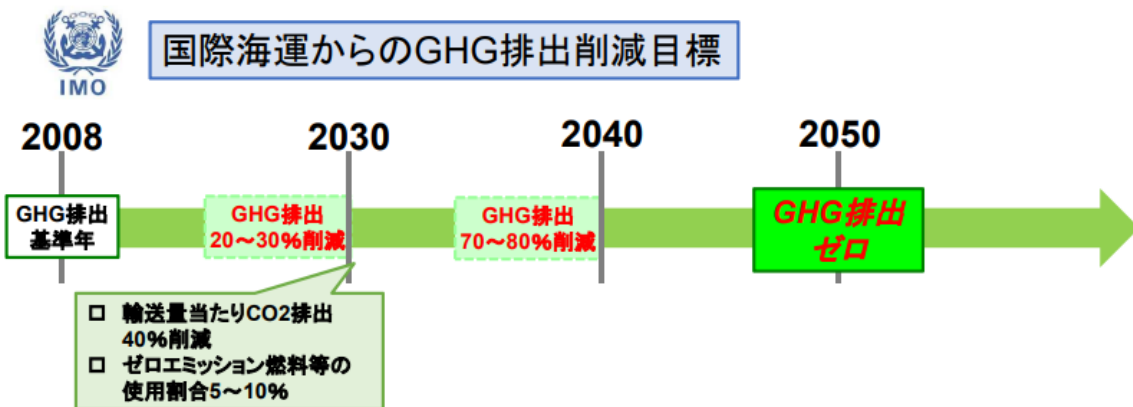 IMO
国際海運からのGHG排出削減目標
2008
2030
2040
2050
GHG排出
基準年
GHG排出
20～30%削減
GHG排出
70～80%削減
GHG排出
ゼロ
□ 輸送量当たりCO2排出
40%削減
□ ゼロエミッション燃料等の
使用割合5～10%